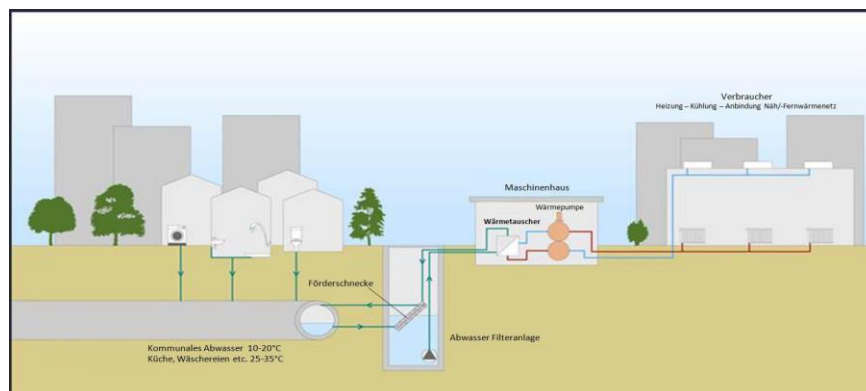 Verbraucher
Heizung – Kühlung – Anbindung Näh/-Fernwärmenetz
Maschinenhaus
Wärmepumpe
Wärmetauscher
Förderschnecke
Abwasser Filteranlage
Kommunales Abwasser 10-20°C
Küche, Wäschereien etc. 25-35°C